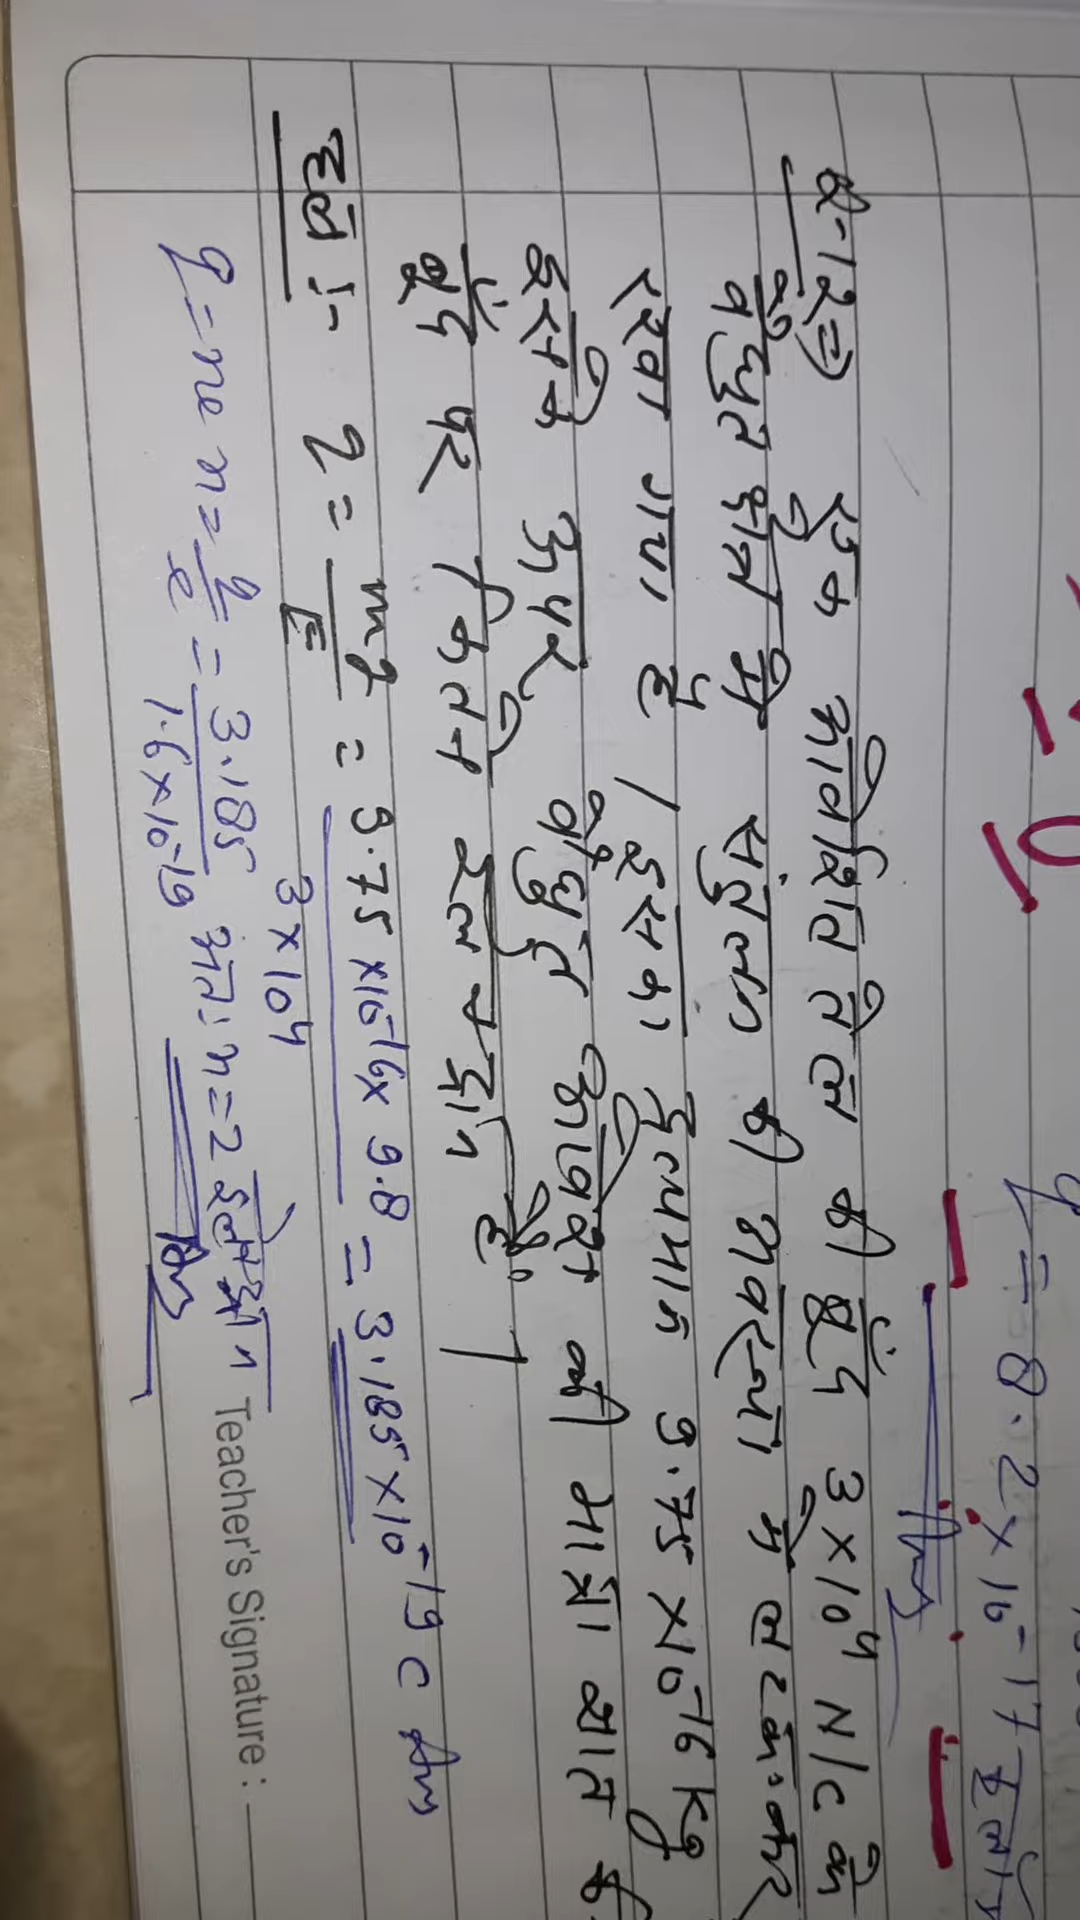 q = 8.2 × 10⁻¹⁷
Ans
प्र-12 ⇒ एक आवेशित तेल की बूंद 3×10⁴ N/C के
वैद्युत क्षेत्र में संतुलन की अवस्था में लटकाकर
रखा गया है। इसका द्रव्यमान 9.75 × 10⁻¹⁶ kg
इसके ऊपर वैद्युत आवेश की मात्रा ज्ञात
बूंद पर कितने इलेक्ट्रॉन हैं।
हल :- q = mg/E = 9.75 × 10⁻¹⁶ × 9.8 / 3 × 10⁴ = 3.185 × 10⁻¹⁹ C Ans
q = ne n = q/e = 3.185 / 1.6 × 10⁻¹⁹ अतः n = 2 इलेक्ट्रॉन Ans
Teacher's Signature :